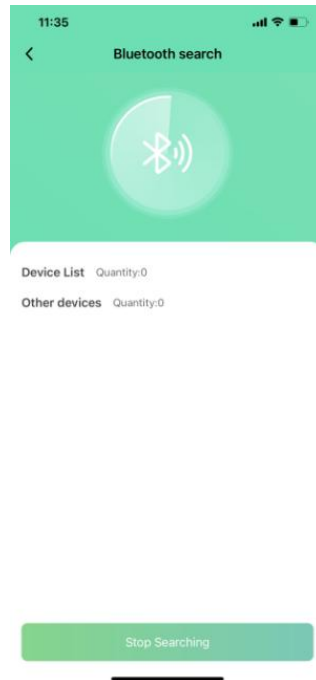 11:35
Bluetooth search
Device List Quantity:0
Other devices Quantity:0
Stop Searching